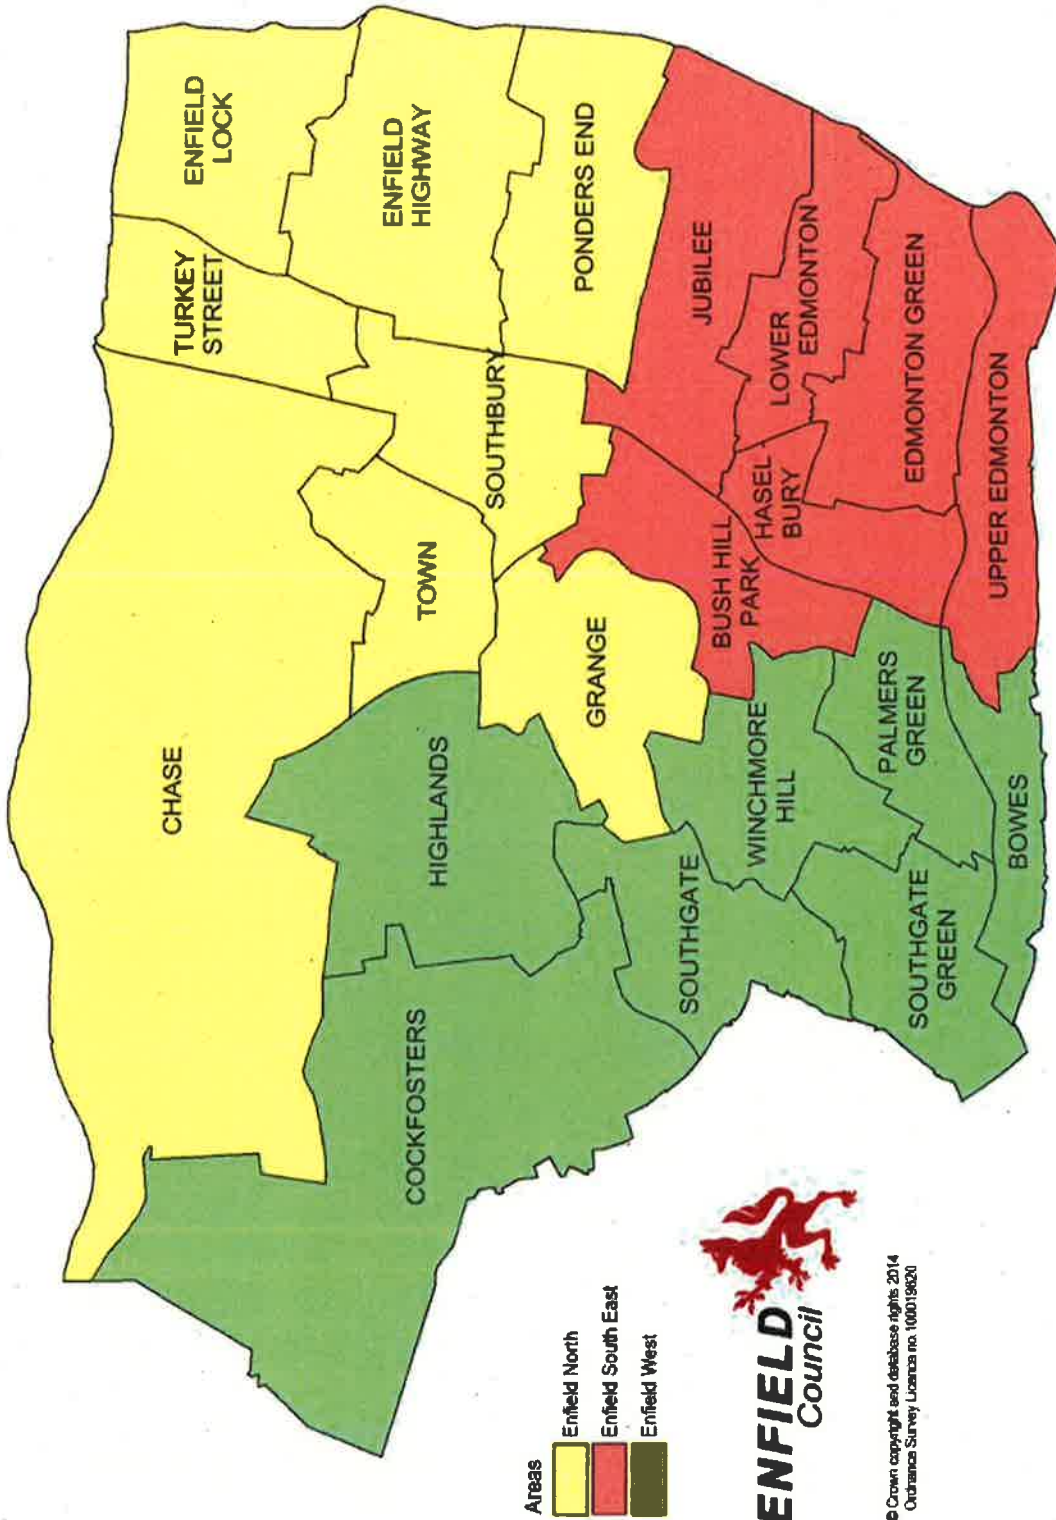 CHASE
TURKEY
STREET
ENFIELD
LOCK
ENFIELD
HIGHWAY
TOWN
SOUTHBURY
PONDERS END
COCKFOSTERS
HIGHLANDS
GRANGE
SOUTHGATE
WINCHMORE
HILL
BUSH HILL
PARK
JUBILEE
HASEL
BURY
LOWER
EDMONTON
SOUTHGATE
GREEN
PALMERS
GREEN
EDMONTON GREEN
BOWES
UPPER EDMONTON
Areas
Enfield North
Enfield South East
Enfield West
ENFIELD
Council
© Crown copyright and database rights 2014
Ordnance Survey Licence no. 100019820